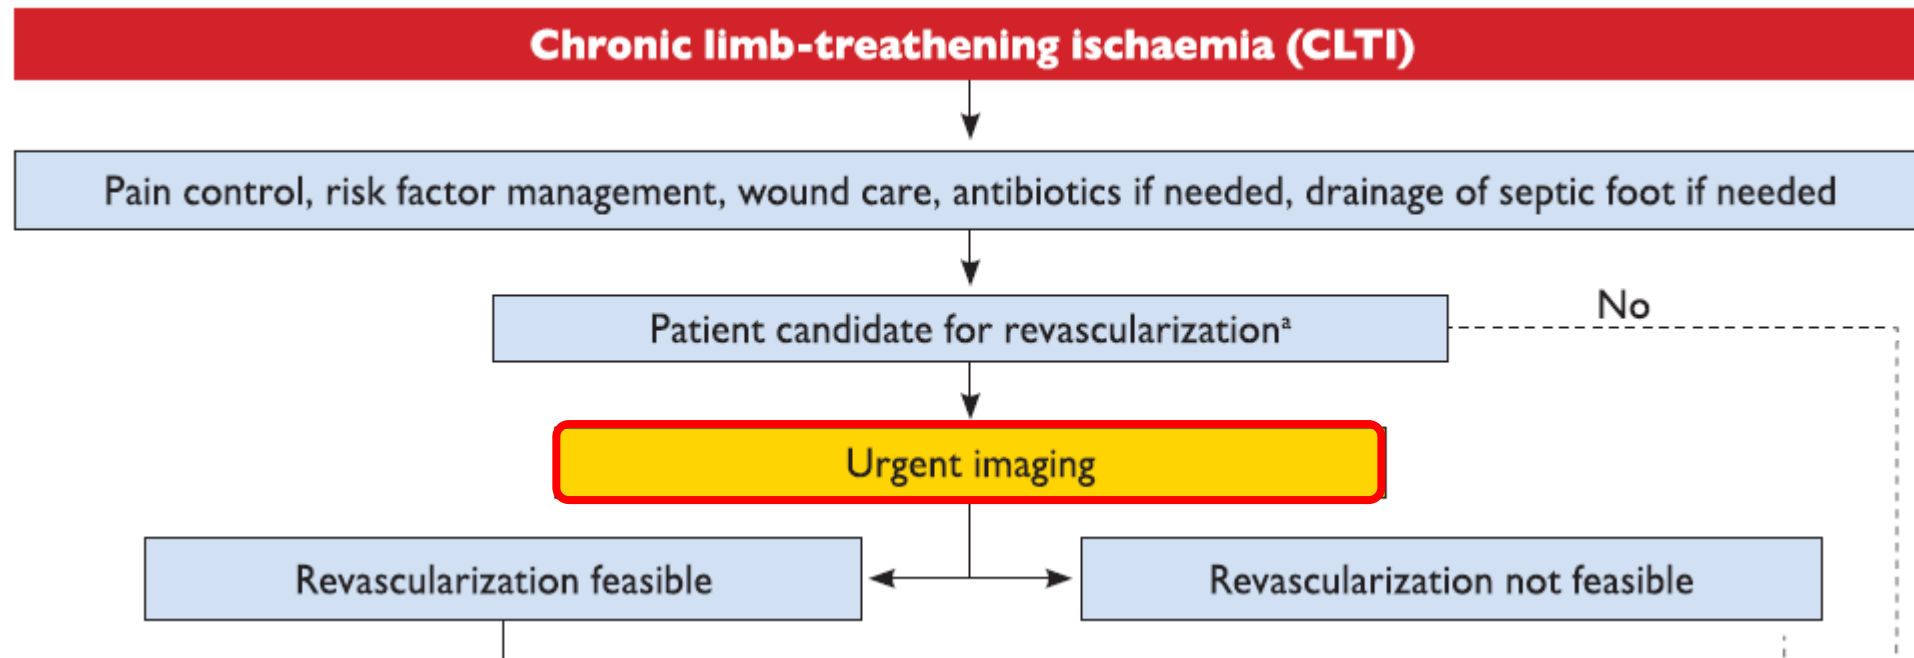 Chronic limb-treathening ischaemia (CLTI)
Pain control, risk factor management, wound care, antibiotics if needed, drainage of septic foot if needed
Patient candidate for revascularizationª
No
Urgent imaging
Revascularization feasible
Revascularization not feasible